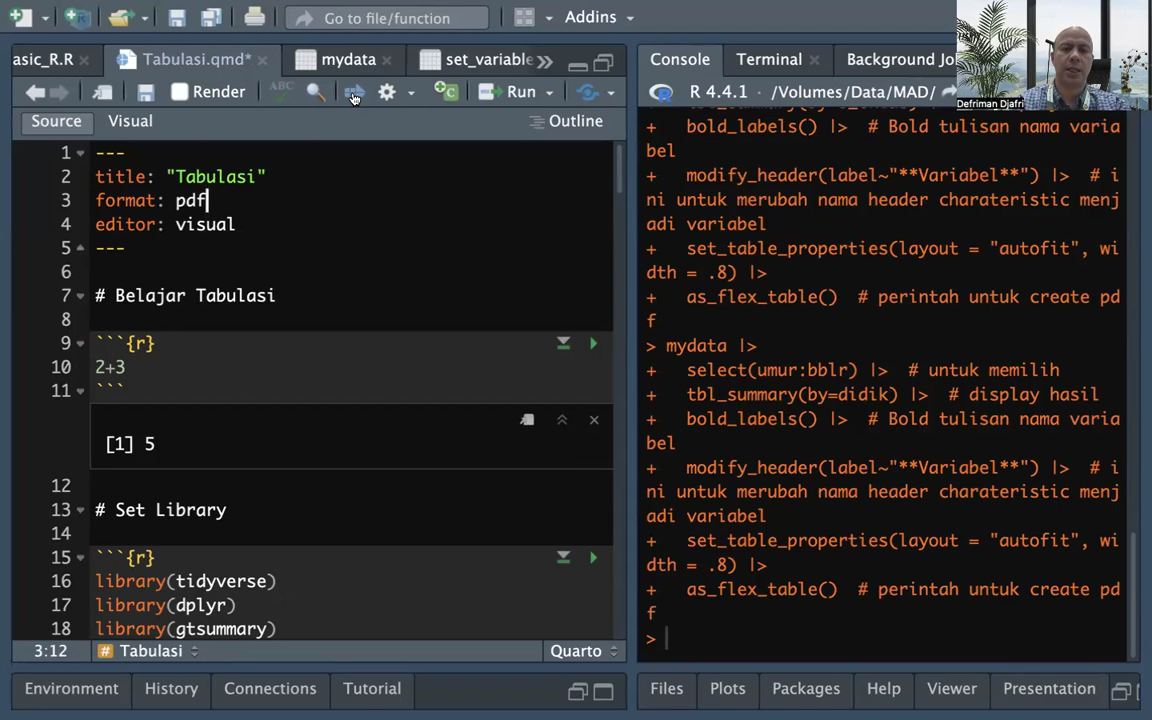 Go to file/function
Addins
asic_R.R
Tabulasi.qmd*
mydata
set_variable
Render
ABC
Run
Source
Visual
Outline
1 ---
2 title: "Tabulasi"
3 format: pdf
4 editor: visual
5 ---
6
7 # Belajar Tabulasi
8
9 ```{r}
10 2+3
11 ```
[1] 5
12
13 # Set Library
14
15 ```{r}
16 library(tidyverse)
17 library(dplyr)
18 library(gtsummary)
3:12
# Tabulasi
Quarto
Environment
History
Connections
Tutorial
Console
Terminal
Background Jo
Defriman Djafri
R 4.4.1 · /Volumes/Data/MAD/
+ bold_labels() |> # Bold tulisan nama varia
bel
+ modify_header(label~"**Variabel**") |> # i
ni untuk merubah nama header charateristic menj
adi variabel
+ set_table_properties(layout = "autofit", wi
dth = .8) |>
+ as_flex_table() # perintah untuk create pd
f
> mydata |>
+ select(umur:bblr) |> # untuk memilih
+ tbl_summary(by=didik) |> # display hasil
+ bold_labels() |> # Bold tulisan nama varia
bel
+ modify_header(label~"**Variabel**") |> # i
ni untuk merubah nama header charateristic menj
adi variabel
+ set_table_properties(layout = "autofit", wi
dth = .8) |>
+ as_flex_table() # perintah untuk create pd
f
>
Files
Plots
Packages
Help
Viewer
Presentation